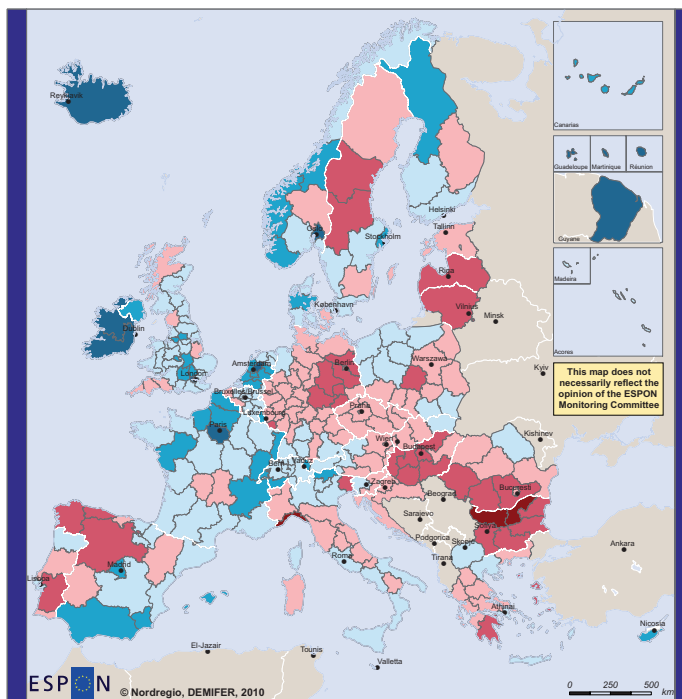 Reykjavik
Canarias
Guadeloupe
Martinique
Réunion
Guyane
Madeira
Acores
Helsinki
Tallinn
Oslo
Stockholm
Riga
Vilnius
Minsk
København
Dublin
London
Amsterdam
Berlin
Warszawa
Kyiv
This map does not
necessarily reflect the
opinion of the ESPON
Monitoring Committee
Bruxelles/Brussel
Luxembourg
Praha
Paris
Wien
Budapest
Kishinev
Bern
Vaduz
Zagreb
Beograd
Bucuresti
Sarajevo
Sofiya
Podgorica
Skopje
Tirana
Roma
Madrid
Lisboa
Ankara
Athinai
Nicosia
El-Jazair
Tounis
Valletta
ESPON
© Nordregio, DEMIFER, 2010
0 250 500
km